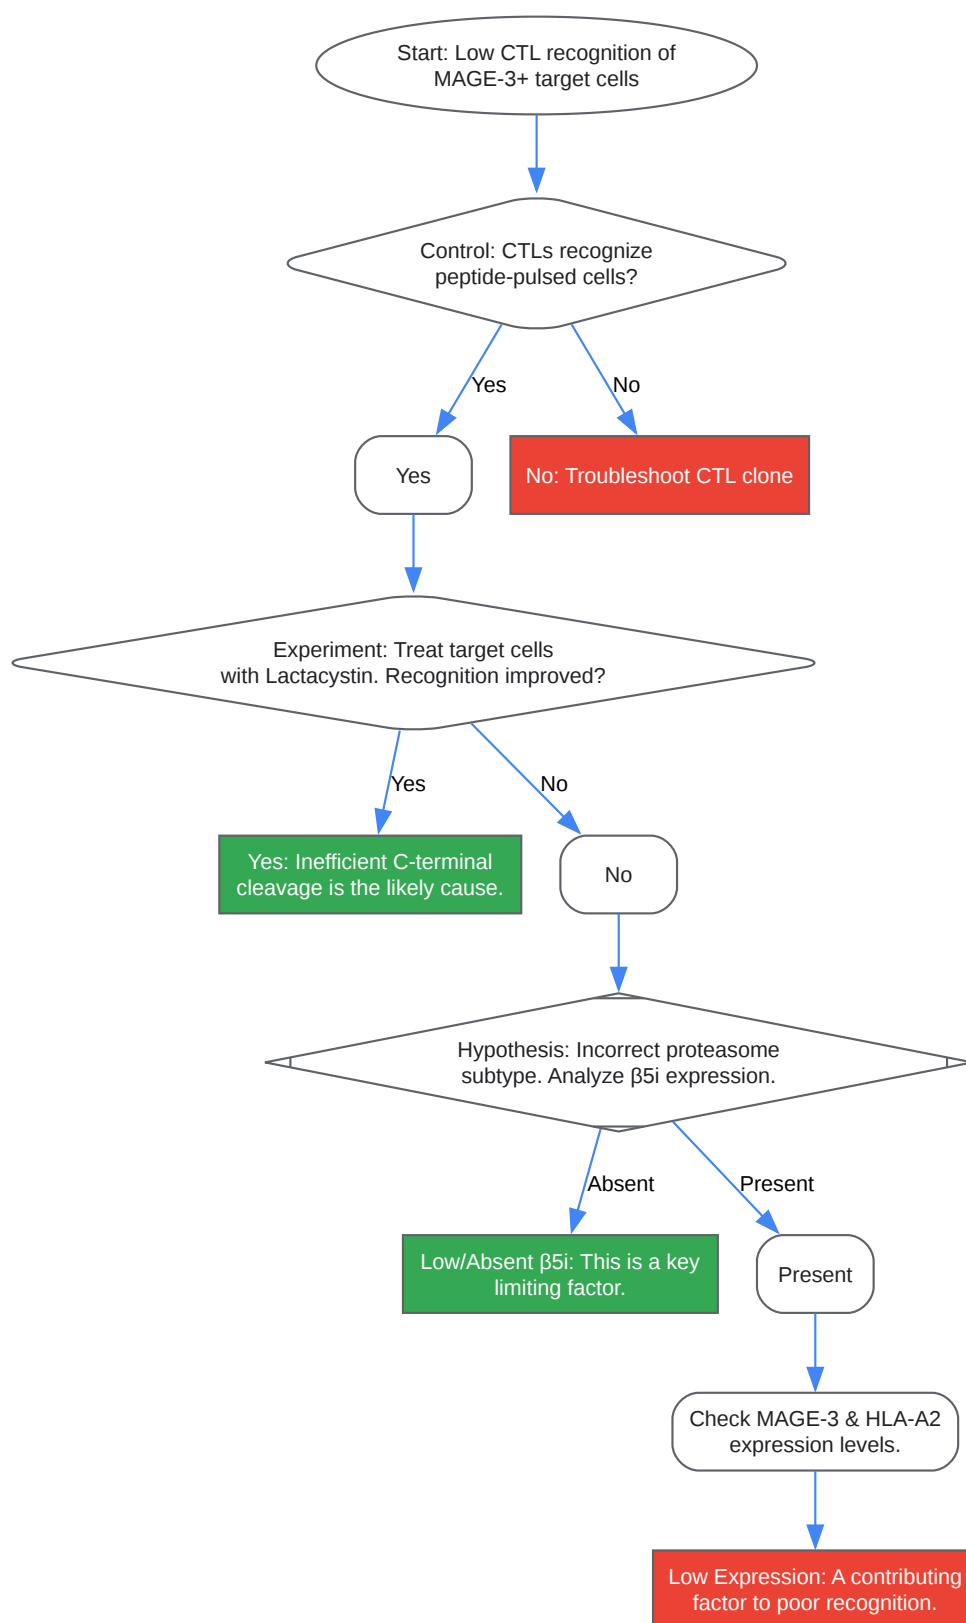 Start: Low CTL recognition of
MAGE-3+ target cells
Control: CTLs recognize
peptide-pulsed cells?
Yes
No
Yes
No: Troubleshoot CTL clone
Experiment: Treat target cells
with Lactacystin. Recognition improved?
Yes
No
Yes: Inefficient C-terminal
cleavage is the likely cause.
No
Hypothesis: Incorrect proteasome
subtype. Analyze β5i expression.
Absent
Present
Low/Absent β5i: This is a key
limiting factor.
Present
Check MAGE-3 & HLA-A2
expression levels.
Low Expression: A contributing
factor to poor recognition.